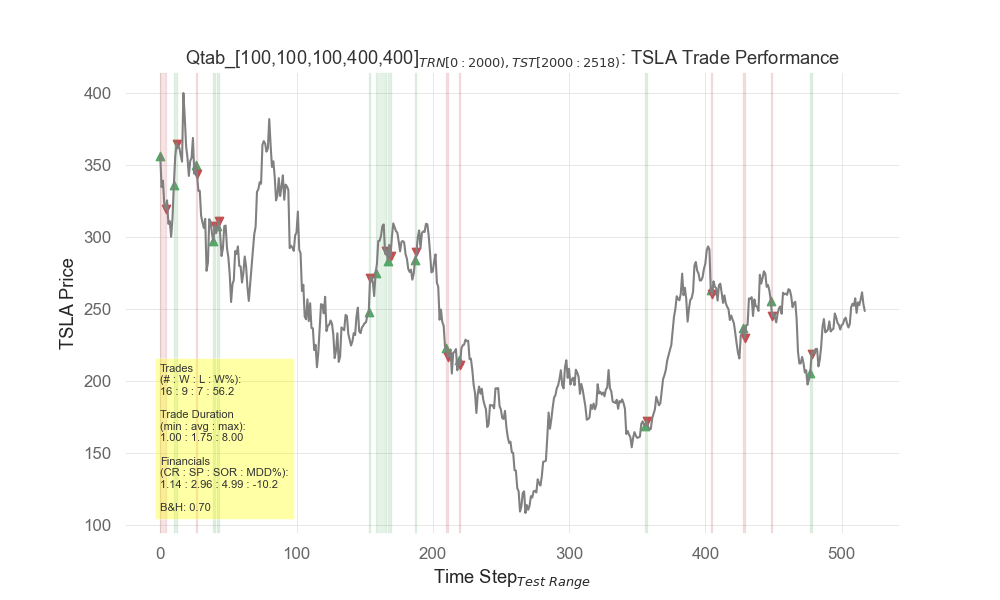 Qtab_[100,100,100,400,400]TRN[0 : 2000), TST[2000 : 2518): TSLA Trade Performance
400
350
300
250
200
150
100
TSLA Price
Trades
(# : W : L : W%):
16 : 9 : 7 : 56.2
Trade Duration
(min : avg : max):
1.00 : 1.75 : 8.00
Financials
(CR : SP : SOR : MDD%):
1.14 : 2.96 : 4.99 : -10.2
B&H: 0.70
0 100 200 300 400 500
Time StepTest Range